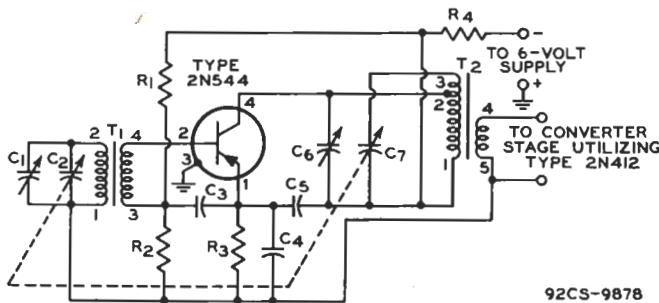 R4
−
TO 6-VOLT
SUPPLY
+
TYPE
2N544
R1
T1
T2
C1
C2
2
1
4
3
2
3
4
1
C3
C5
C6
C7
3
2
1
4
5
TO CONVERTER
STAGE UTILIZING
TYPE 2N412
R2
R3
C4
92CS-9878